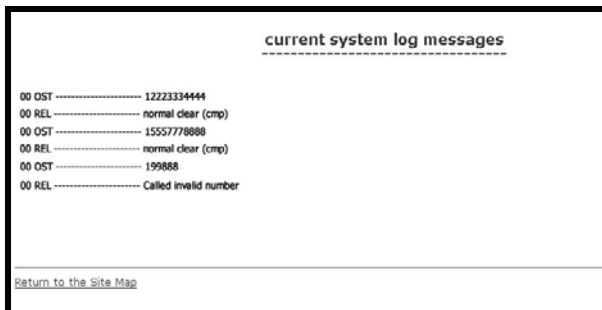 current system log messages
---------------------------------
00 OST ---------------------- 12223334444
00 REL ---------------------- normal clear (cmp)
00 OST ---------------------- 15557778888
00 REL ---------------------- normal clear (cmp)
00 OST ---------------------- 199888
00 REL ---------------------- Called invalid number
Return to the Site Map